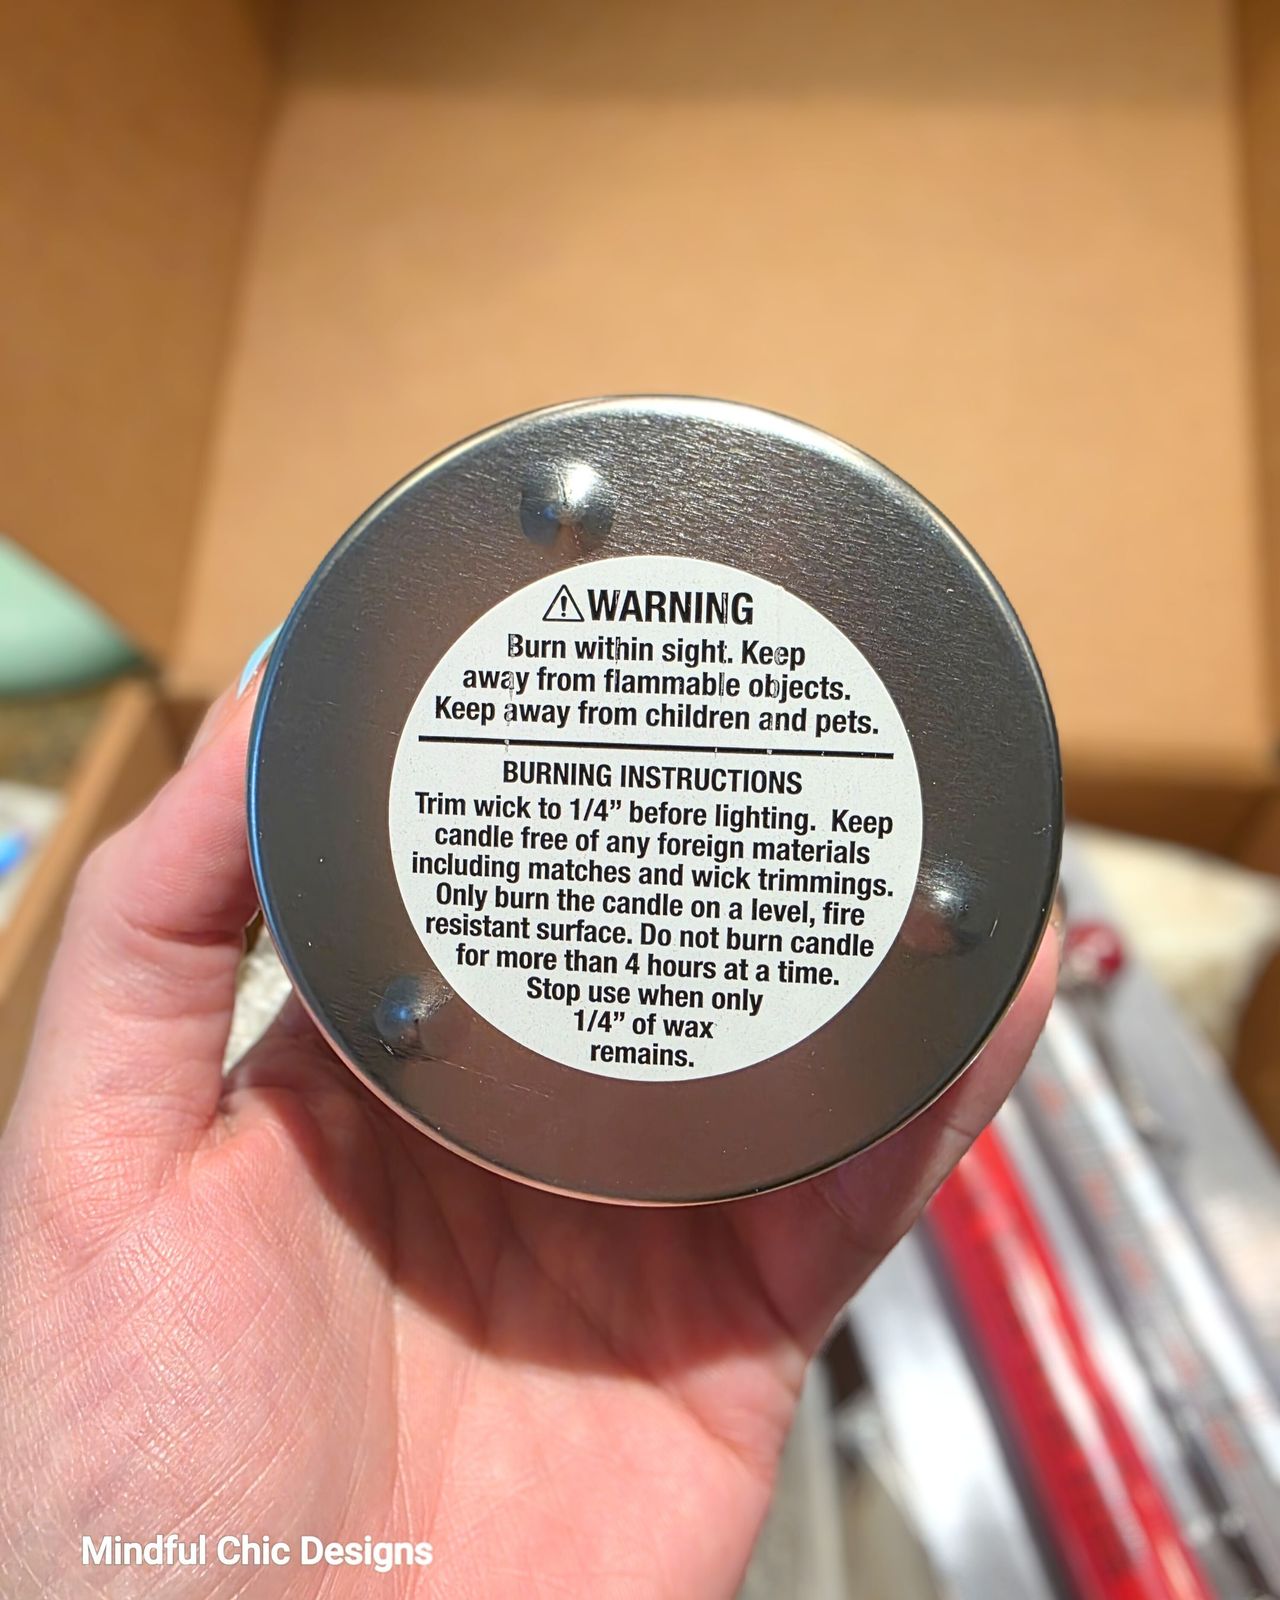 ⚠WARNING
Burn within sight. Keep
away from flammable objects.
Keep away from children and pets.
BURNING INSTRUCTIONS
Trim wick to 1/4” before lighting.  Keep
candle free of any foreign materials
including matches and wick trimmings.
Only burn the candle on a level, fire
resistant surface. Do not burn candle
for more than 4 hours at a time.
Stop use when only
1/4” of wax
remains.
Mindful Chic Designs